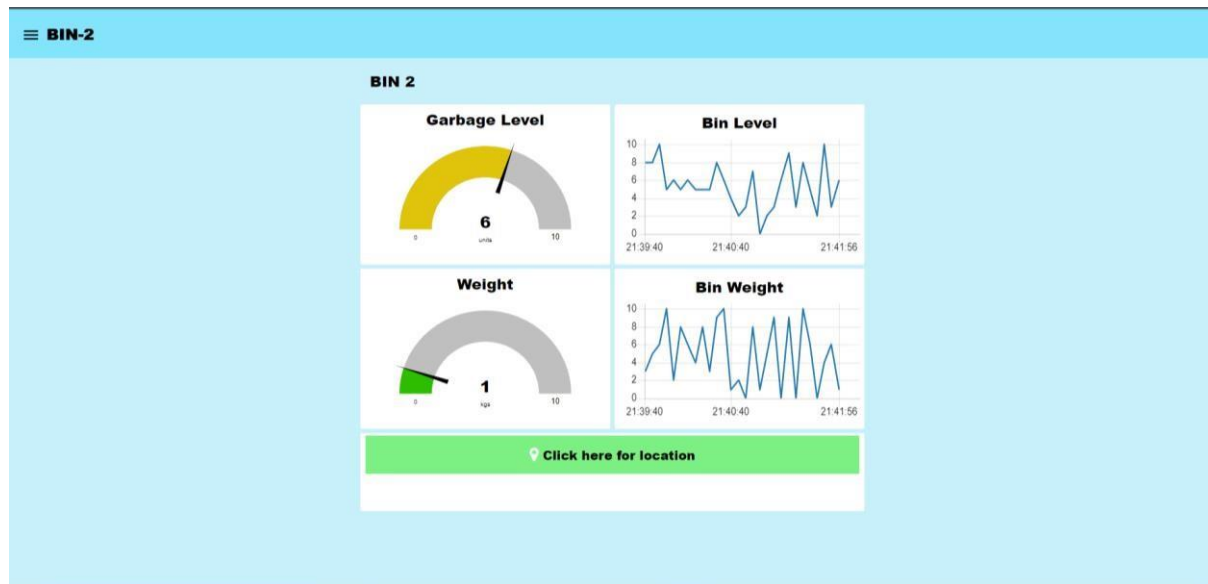 BIN-2
BIN 2
Garbage Level
6
units
0
10
Bin Level
10
8
6
4
2
0
21:39:40
21:40:40
21:41:56
Weight
1
kgs
0
10
Bin Weight
10
8
6
4
2
0
21:39:40
21:40:40
21:41:56
Click here for location